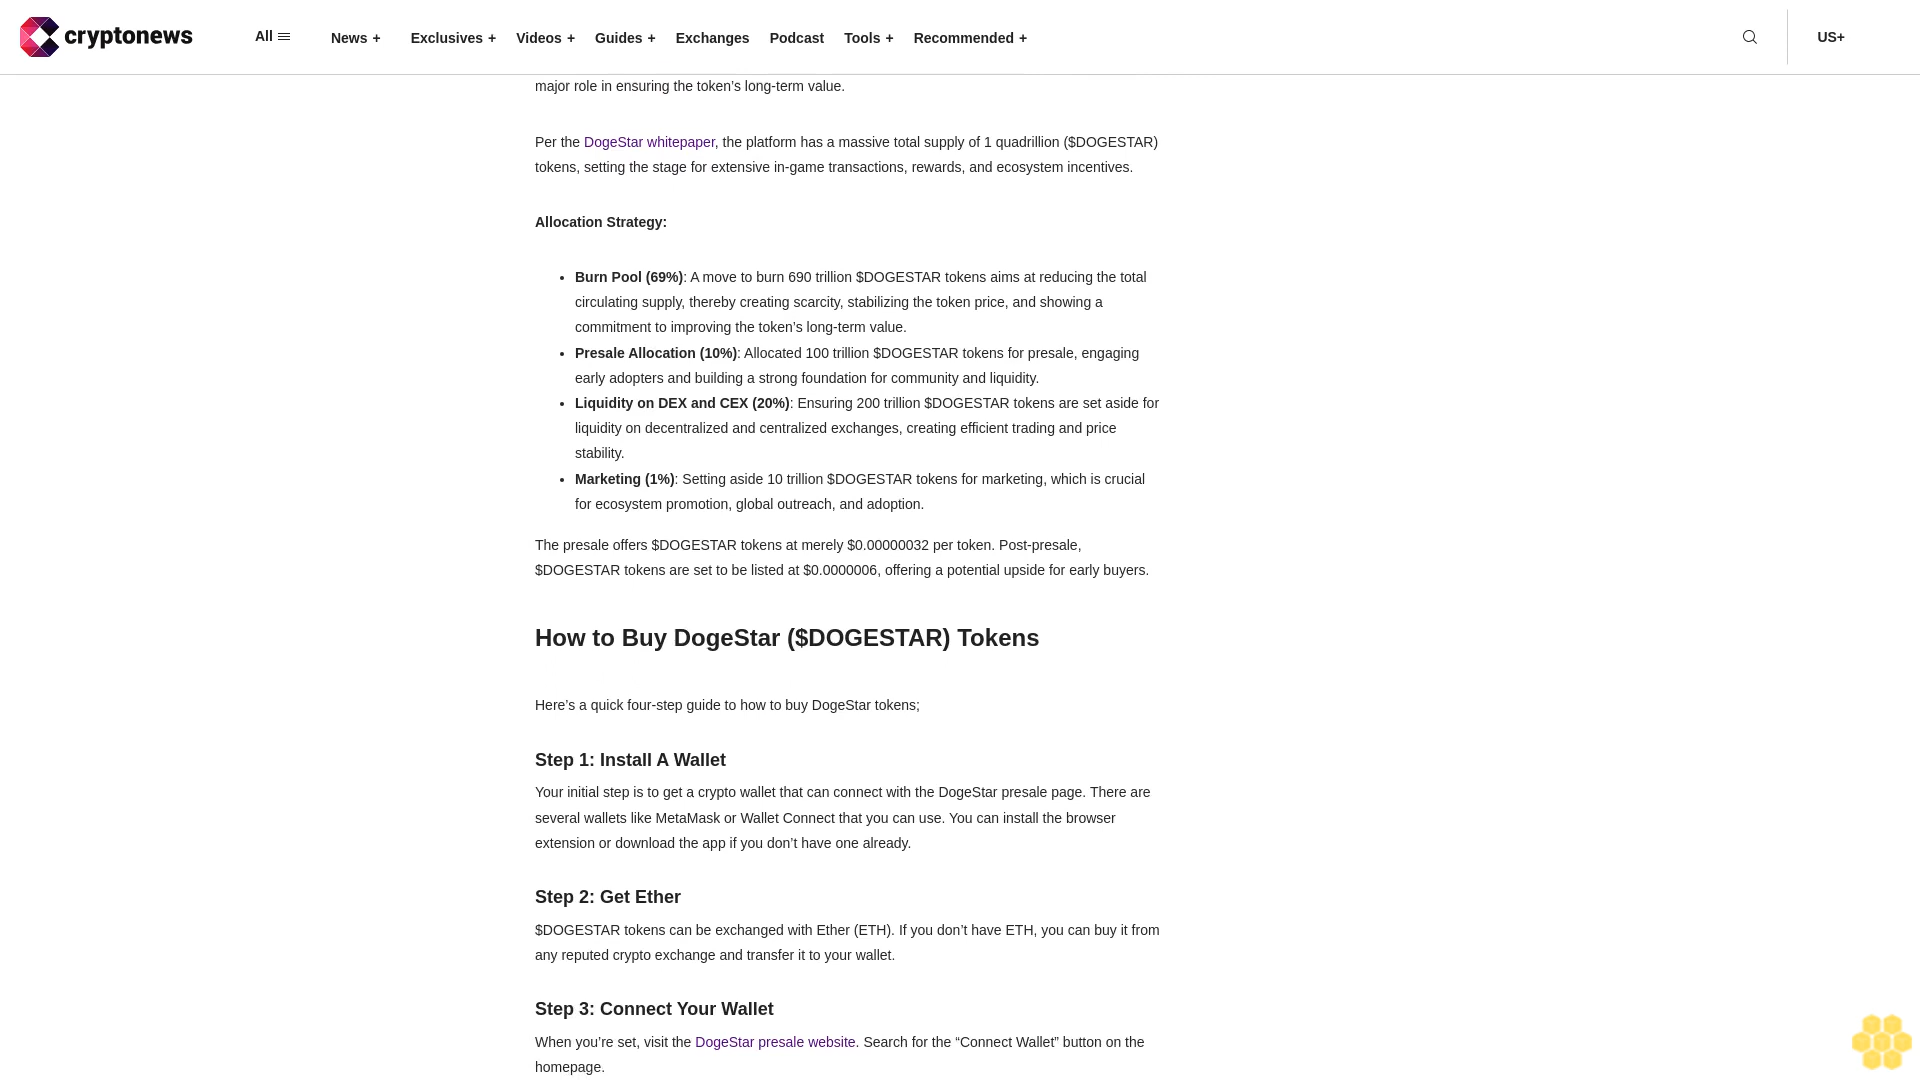 cryptonews All News + Exclusives + Videos + Guides + Exchanges Podcast Tools + Recommended + US+
major role in ensuring the token’s long-term value.
Per the DogeStar whitepaper, the platform has a massive total supply of 1 quadrillion ($DOGESTAR)
tokens, setting the stage for extensive in-game transactions, rewards, and ecosystem incentives.
Allocation Strategy:
• Burn Pool (69%): A move to burn 690 trillion $DOGESTAR tokens aims at reducing the total
circulating supply, thereby creating scarcity, stabilizing the token price, and showing a
commitment to improving the token’s long-term value.
• Presale Allocation (10%): Allocated 100 trillion $DOGESTAR tokens for presale, engaging
early adopters and building a strong foundation for community and liquidity.
• Liquidity on DEX and CEX (20%): Ensuring 200 trillion $DOGESTAR tokens are set aside for
liquidity on decentralized and centralized exchanges, creating efficient trading and price
stability.
• Marketing (1%): Setting aside 10 trillion $DOGESTAR tokens for marketing, which is crucial
for ecosystem promotion, global outreach, and adoption.
The presale offers $DOGESTAR tokens at merely $0.00000032 per token. Post-presale,
$DOGESTAR tokens are set to be listed at $0.0000006, offering a potential upside for early buyers.
How to Buy DogeStar ($DOGESTAR) Tokens
Here’s a quick four-step guide to how to buy DogeStar tokens;
Step 1: Install A Wallet
Your initial step is to get a crypto wallet that can connect with the DogeStar presale page. There are
several wallets like MetaMask or Wallet Connect that you can use. You can install the browser
extension or download the app if you don’t have one already.
Step 2: Get Ether
$DOGESTAR tokens can be exchanged with Ether (ETH). If you don’t have ETH, you can buy it from
any reputed crypto exchange and transfer it to your wallet.
Step 3: Connect Your Wallet
When you’re set, visit the DogeStar presale website. Search for the “Connect Wallet” button on the
homepage.